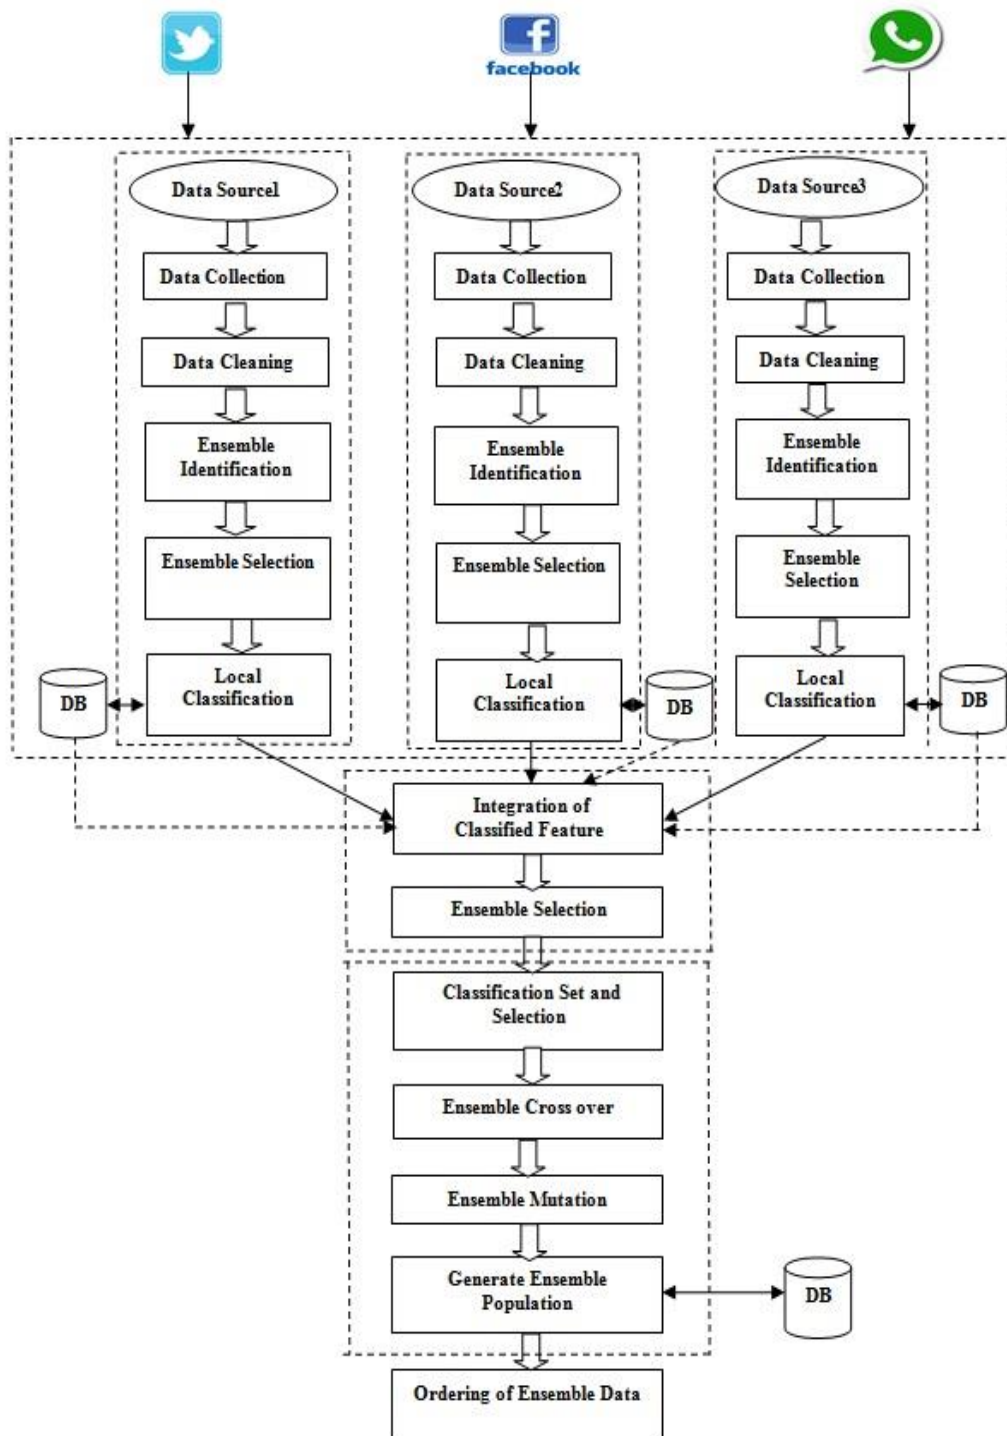 facebook
Data Source1
Data Collection
Data Cleaning
Ensemble
Identification
Ensemble Selection
Local
Classification
DB
Data Source2
Data Collection
Data Cleaning
Ensemble
Identification
Ensemble Selection
Local
Classification
DB
Data Source3
Data Collection
Data Cleaning
Ensemble
Identification
Ensemble
Selection
Local
Classification
DB
Integration of
Classified Feature
Ensemble Selection
Classification Set and
Selection
Ensemble Cross over
Ensemble Mutation
Generate Ensemble
Population
DB
Ordering of Ensemble Data